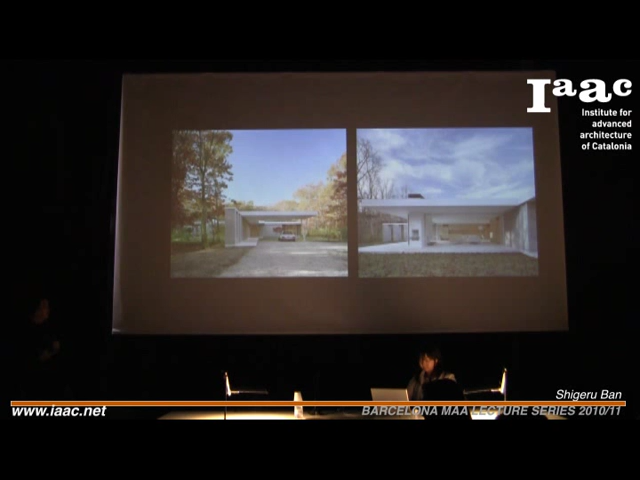 Iaac
Institute for
advanced
architecture
of Catalonia
Shigeru Ban
www.iaac.net
BARCELONA MAA LECTURE SERIES 2010/11